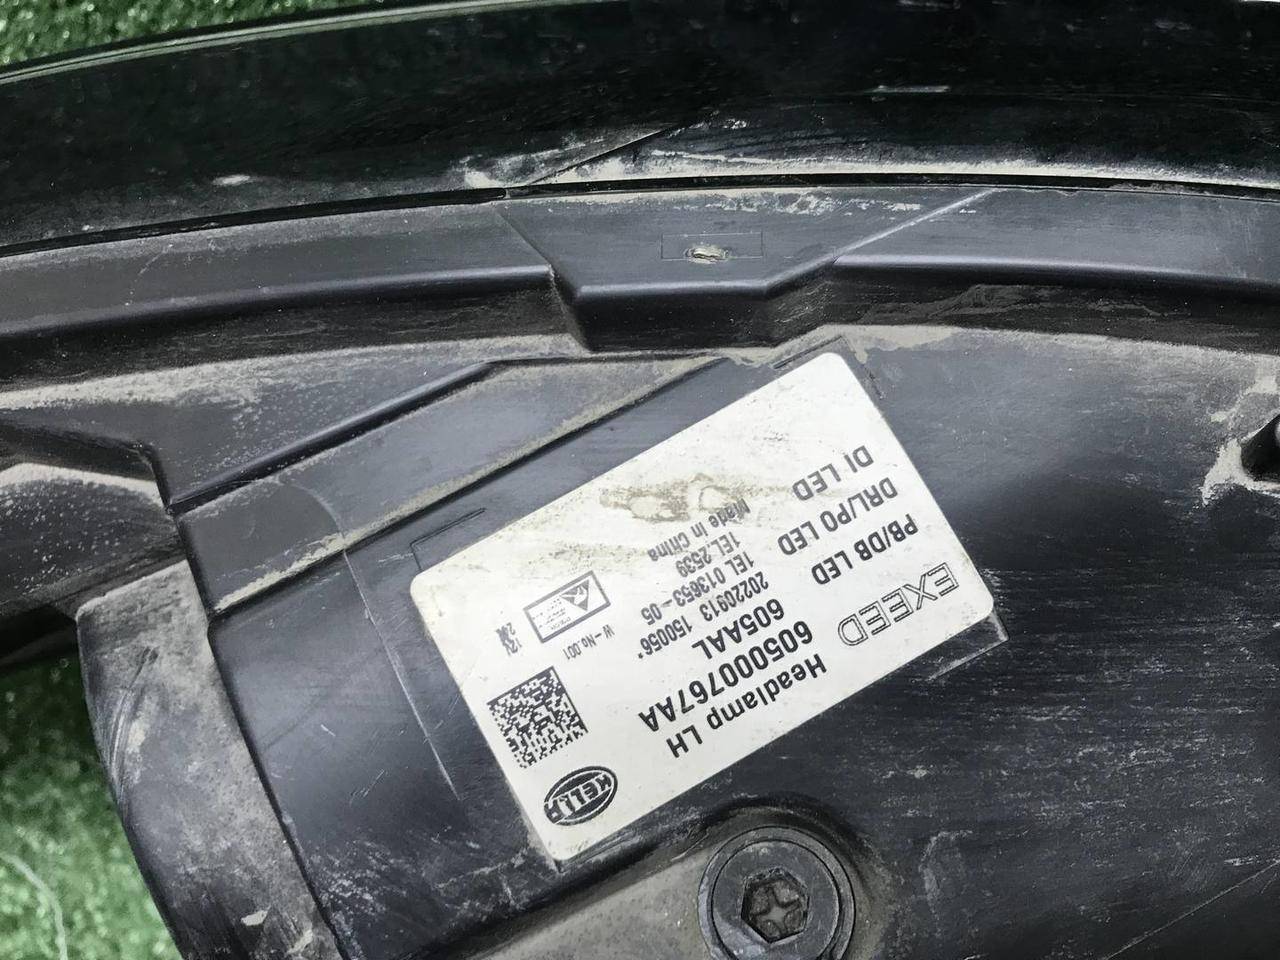 EXEED
Headlamp LH
605000767AA
605AAL
20220913 150056
1EL 013653-05
1EL.2539
Made in China
PB/DB LED
DRL/PO LED
DI LED
W-No.001
HELLA